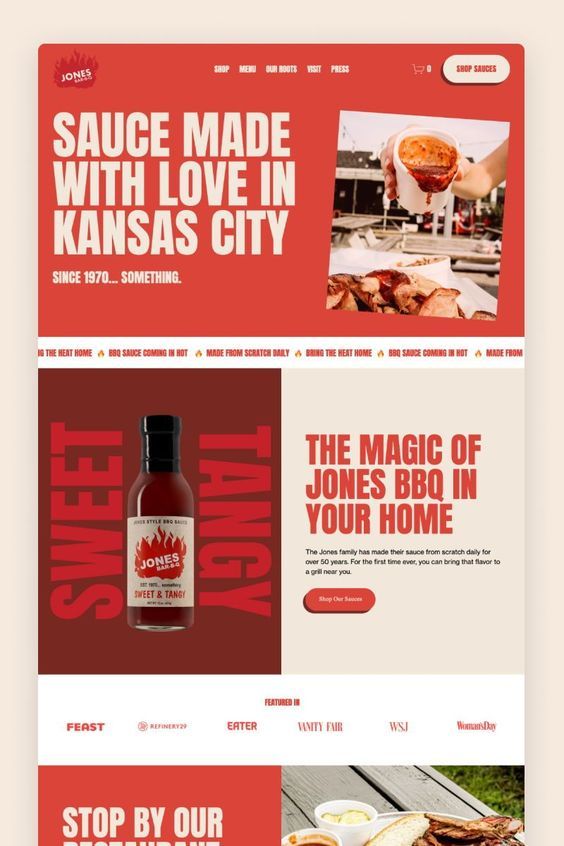 JONES
BAR-B-Q
SHOP MENU OUR ROOTS VISIT PRESS
0
SHOP SAUCES
SAUCE MADE
WITH LOVE IN
KANSAS CITY
SINCE 1970... SOMETHING.
NG THE HEAT HOME 🔥 BBQ SAUCE COMING IN HOT 🔥 MADE FROM SCRATCH DAILY 🔥 BRING THE HEAT HOME 🔥 BBQ SAUCE COMING IN HOT 🔥 MADE FROM
SWEET
TANGY
JONES STYLE BBQ SAUCE
JONES
BAR-B-Q
EST. 1970... something
SWEET & TANGY
THE MAGIC OF
JONES BBQ IN
YOUR HOME
The Jones family has made their sauce from scratch daily for
over 50 years. For the first time ever, you can bring that flavor to
a grill near you.
Shop Our Sauces
FEATURED IN
FEAST
REFINERY29
EATER
VANITY FAIR
WSJ
Woman'sDay
STOP BY OUR
RESTAURANT